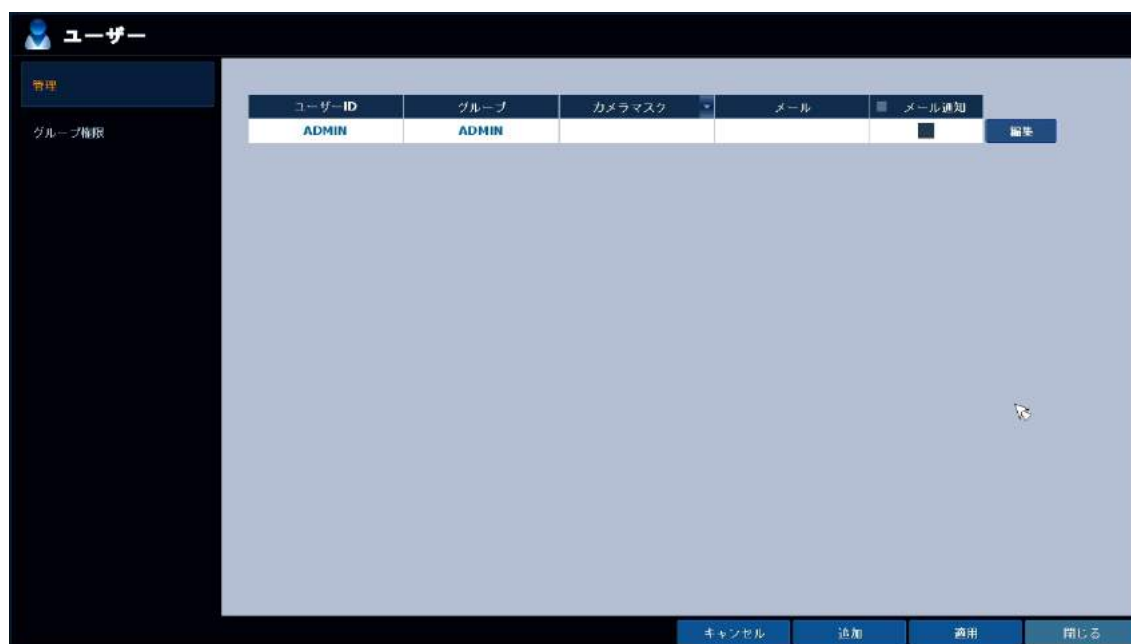 ユーザー
管理
グループ権限
ユーザーID グループ カメラマスク メール メール通知
ADMIN ADMIN 編集
キャンセル 追加 適用 閉じる